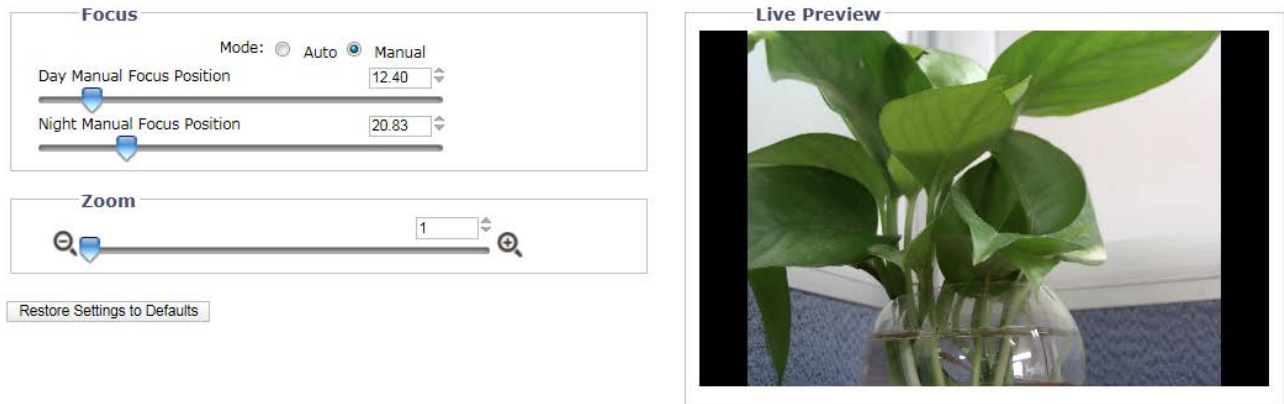 Focus
Mode: Auto Manual
Day Manual Focus Position 12.40
Night Manual Focus Position 20.83
Zoom
1
Restore Settings to Defaults
Live Preview